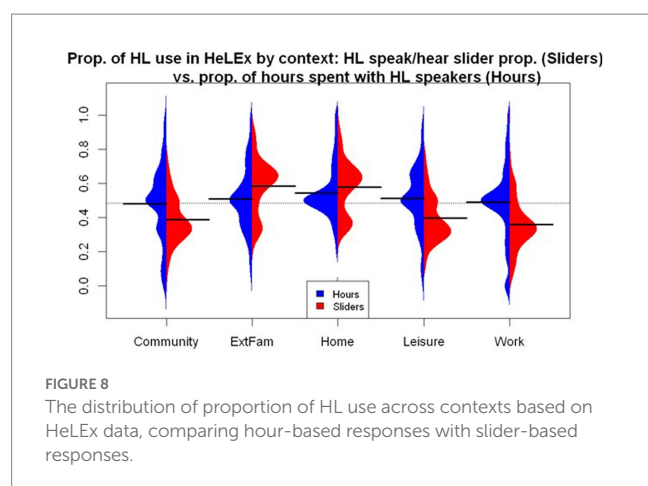 Prop. of HL use in HeLEx by context: HL speak/hear slider prop. (Sliders)
vs. prop. of hours spent with HL speakers (Hours)
1.0
0.8
0.6
0.4
0.2
0.0
Hours
Sliders
Community ExtFam Home Leisure Work
FIGURE 8
The distribution of proportion of HL use across contexts based on
HeLEx data, comparing hour-based responses with slider-based
responses.